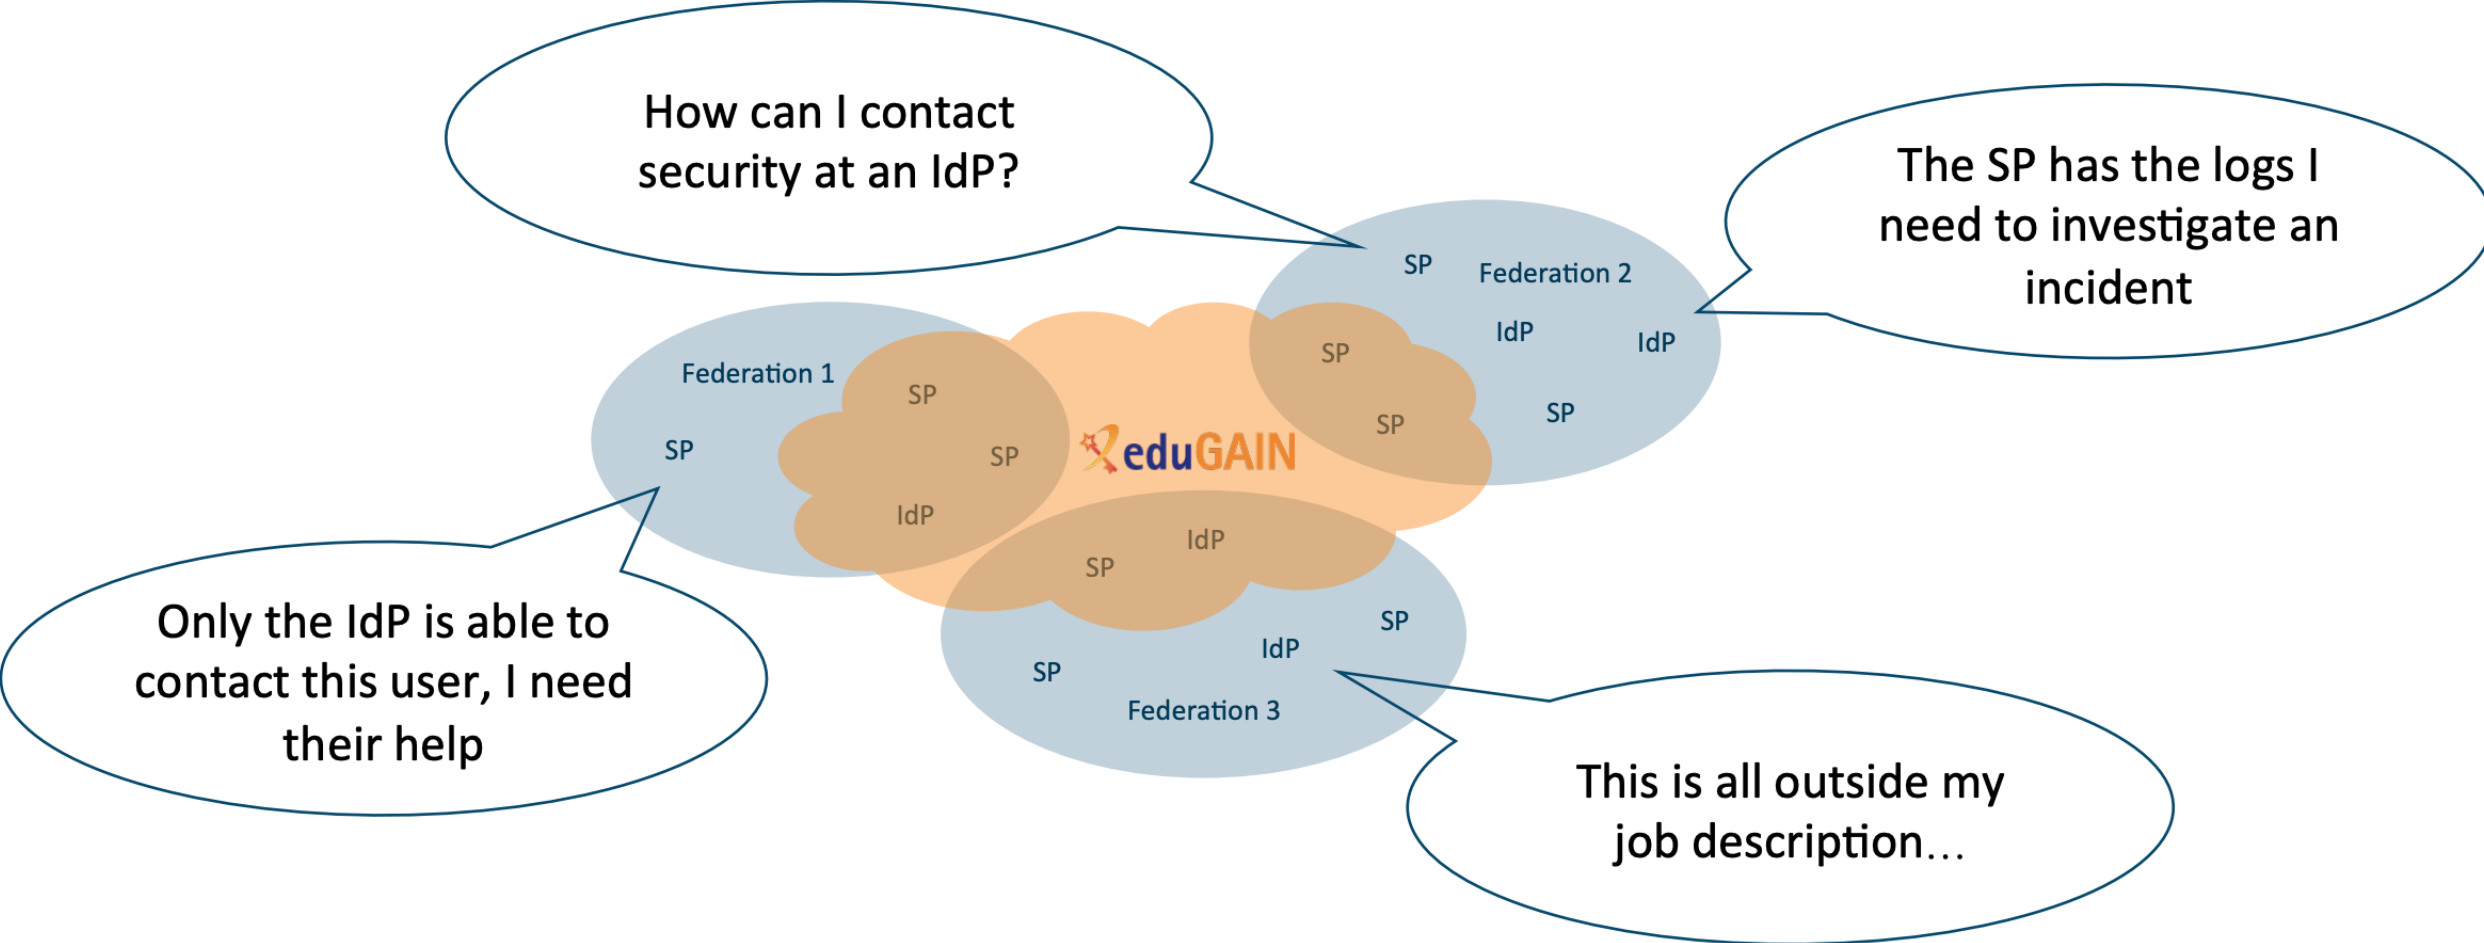 How can I contact
security at an IdP?
The SP has the logs I
need to investigate an
incident
SP
Federation 2
IdP
IdP
SP
SP
SP
Federation 1
SP
SP
SP
IdP
eduGAIN
IdP
SP
SP
IdP
SP
Federation 3
Only the IdP is able to
contact this user, I need
their help
This is all outside my
job description...